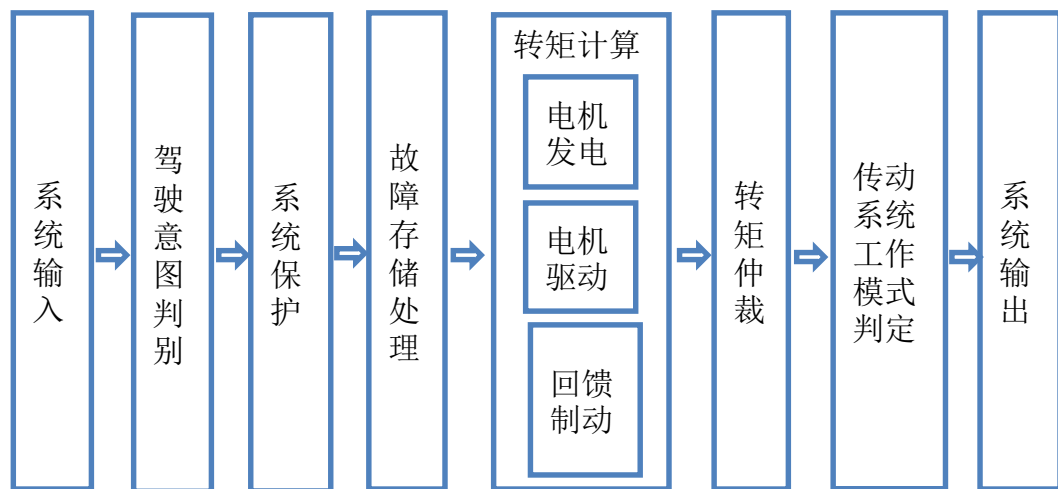 系统输入
驾驶意图判别
系统保护
故障存储处理
转矩计算
电机
发电
电机
驱动
回馈
制动
转矩仲裁
传动
系统
工作
模式
判定
系统输出